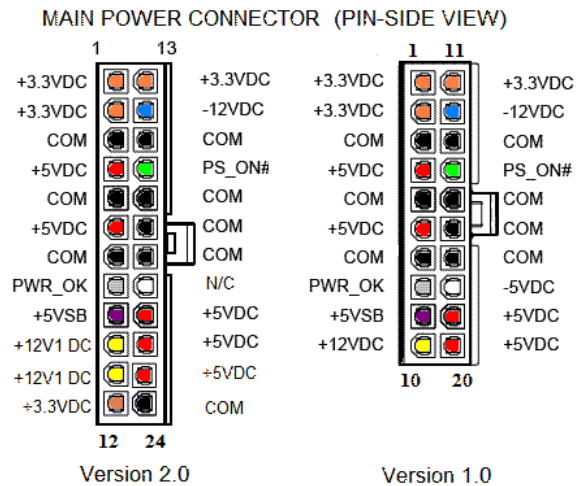 MAIN POWER CONNECTOR (PIN-SIDE VIEW)
1 13
+3.3VDC +3.3VDC
+3.3VDC -12VDC
COM COM
+5VDC PS_ON#
COM COM
+5VDC COM
COM COM
PWR_OK N/C
+5VSB +5VDC
+12V1 DC +5VDC
+12V1 DC ÷5VDC
÷3.3VDC COM
12 24
Version 2.0
1 11
+3.3VDC +3.3VDC
+3.3VDC -12VDC
COM COM
+5VDC PS_ON#
COM COM
+5VDC COM
COM COM
PWR_OK -5VDC
+5VSB +5VDC
+12VDC +5VDC
10 20
Version 1.0